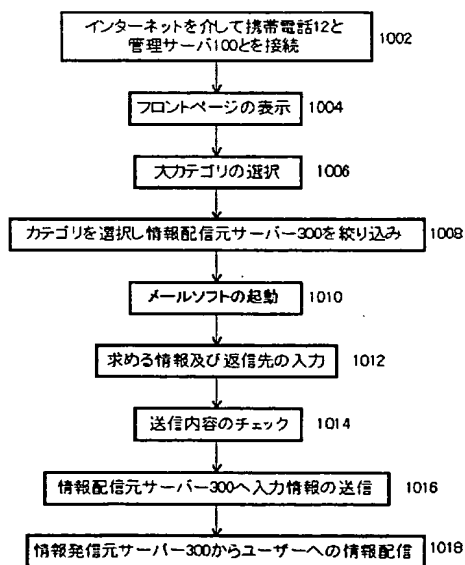 インターネットを介して携帯電話12と
管理サーバ100とを接続
1002
フロントページの表示
1004
大カテゴリの選択
1006
カテゴリを選択し情報配信元サーバー300を絞り込み
1008
メールソフトの起動
1010
求める情報及び返信先の入力
1012
送信内容のチェック
1014
情報配信元サーバー300へ入力情報の送信
1016
情報発信元サーバー300からユーザーへの情報配信
1018